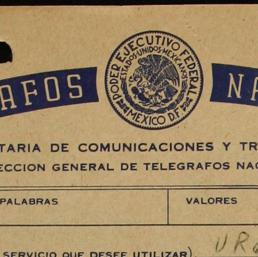 PODER EJECUTIVO FEDERAL
ESTADOS·UNIDOS·MEXICANOS
MEXICO D.F.
AFOS NA
TARIA DE COMUNICACIONES Y TR
ECCION GENERAL DE TELEGRAFOS NAC
PALABRAS VALORES
SERVICIO QUE DESEE UTILIZAR)